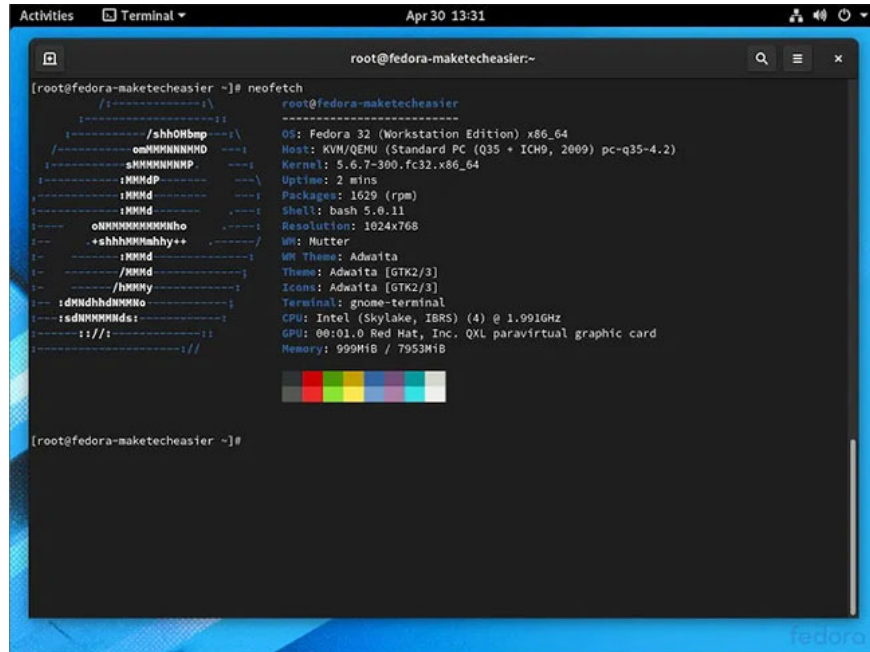 Activities Terminal Apr 30 13:31
root@fedora-maketecheasier:~
[root@fedora-maketecheasier ~]# neofetch
root@fedora-maketecheasier
--------------------------
OS: Fedora 32 (Workstation Edition) x86_64
Host: KVM/QEMU (Standard PC (Q35 + ICH9, 2009) pc-q35-4.2)
Kernel: 5.6.7-300.fc32.x86_64
Uptime: 2 mins
Packages: 1629 (rpm)
Shell: bash 5.0.11
Resolution: 1024x768
WM: Mutter
WM Theme: Adwaita
Theme: Adwaita [GTK2/3]
Icons: Adwaita [GTK2/3]
Terminal: gnome-terminal
CPU: Intel (Skylake, IBRS) (4) @ 1.991GHz
GPU: 00:01.0 Red Hat, Inc. QXL paravirtual graphic card
Memory: 999MiB / 7953MiB
[root@fedora-maketecheasier ~]#
fedora